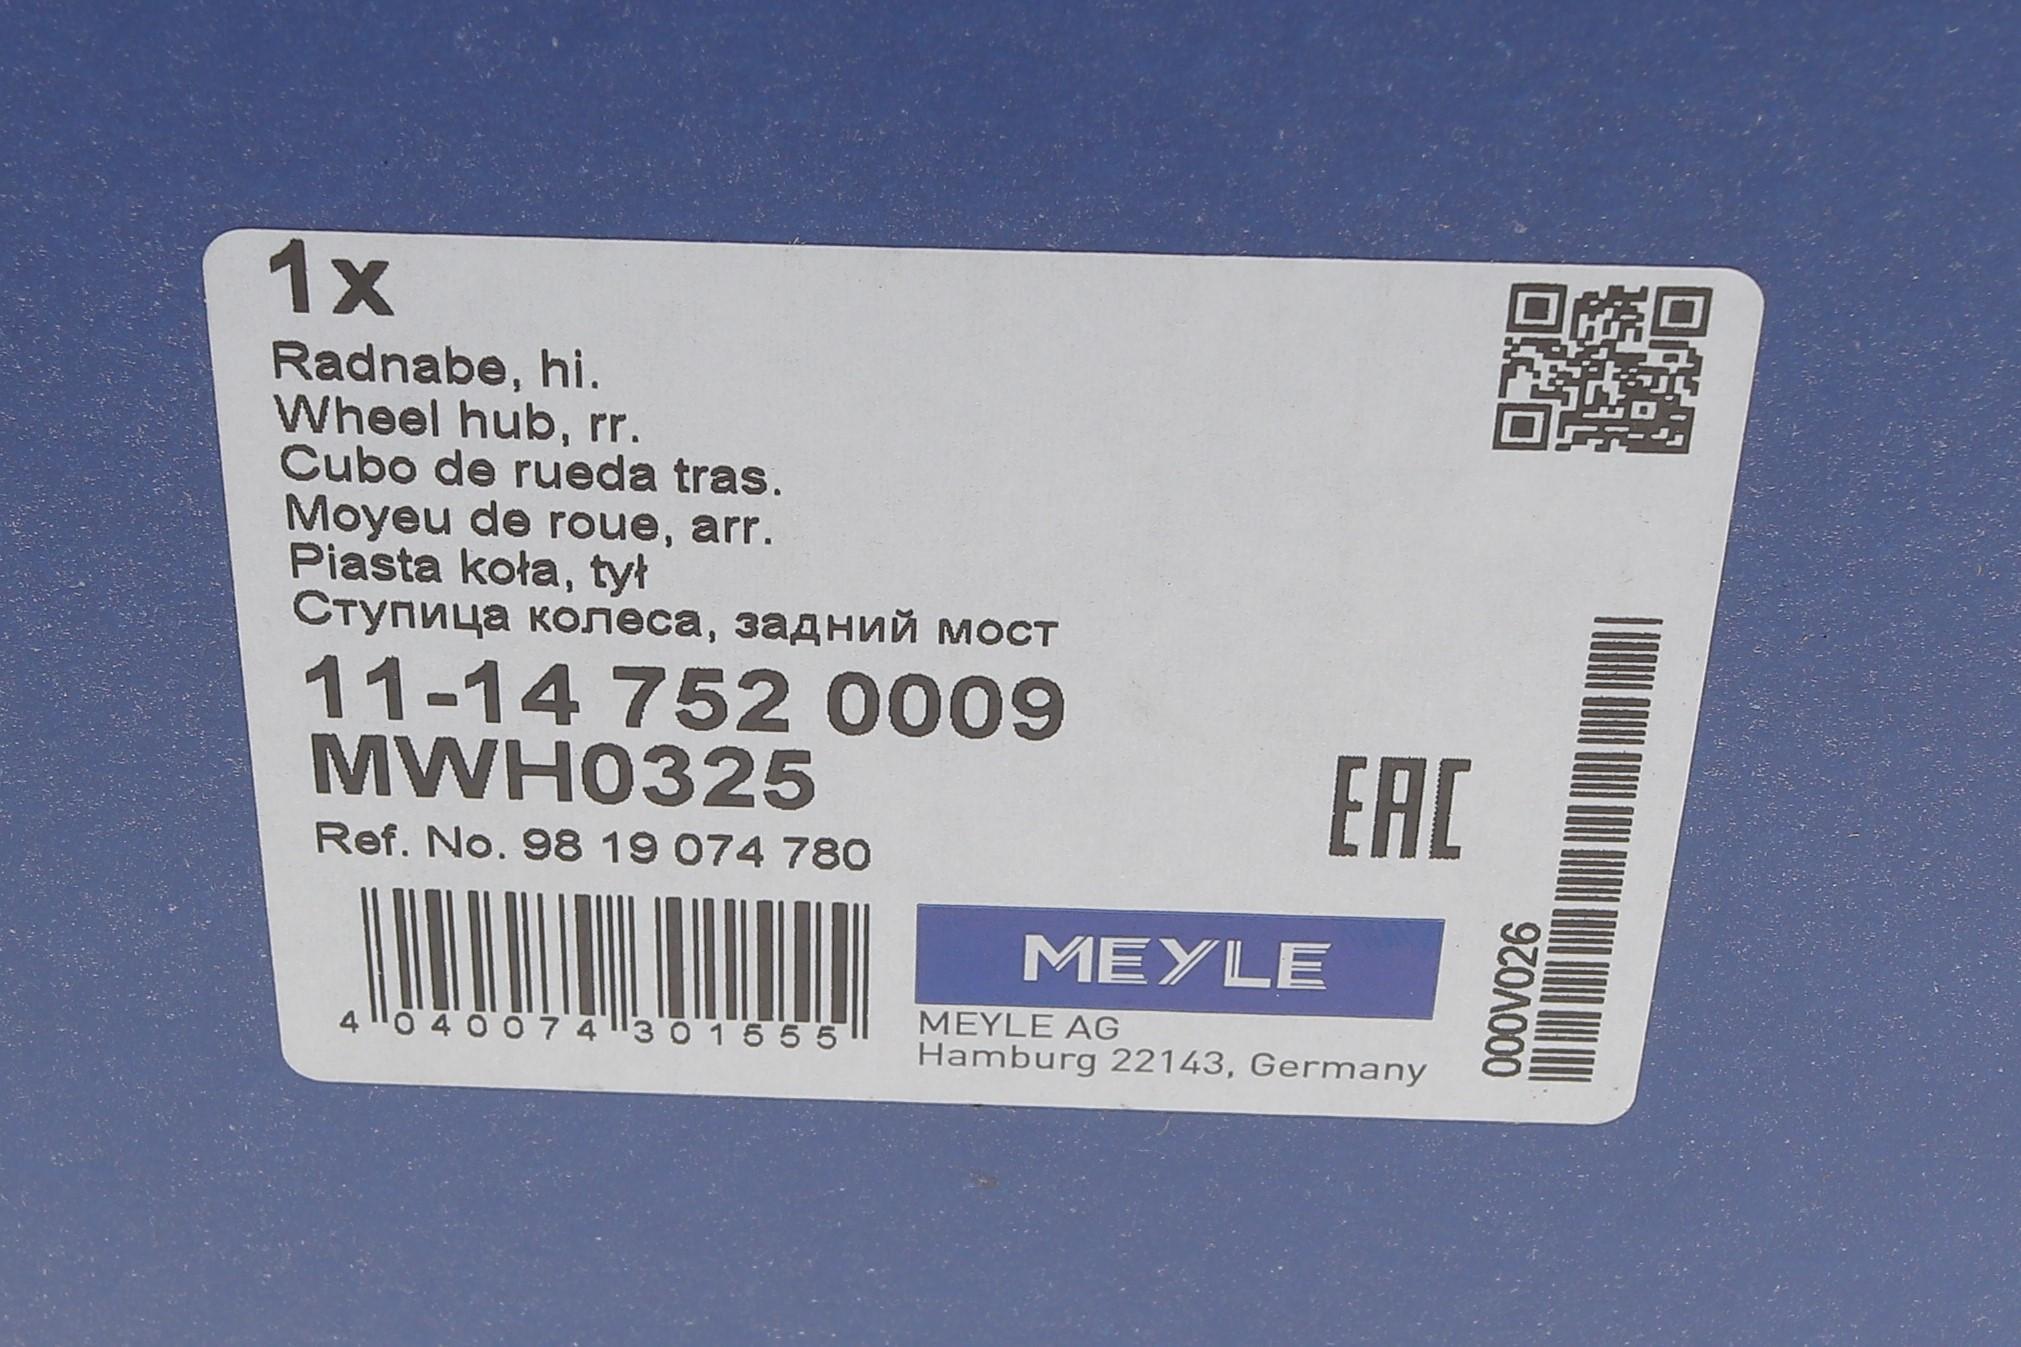 1x
Radnabe, hi.
Wheel hub, rr.
Cubo de rueda tras.
Moyeu de roue, arr.
Piasta koła, tył
Ступица колеса, задний мост
11-14 752 0009
MWH0325
Ref. No. 98 19 074 780
EAC
4 040074 301555
MEYLE
MEYLE AG
Hamburg 22143, Germany
000V026